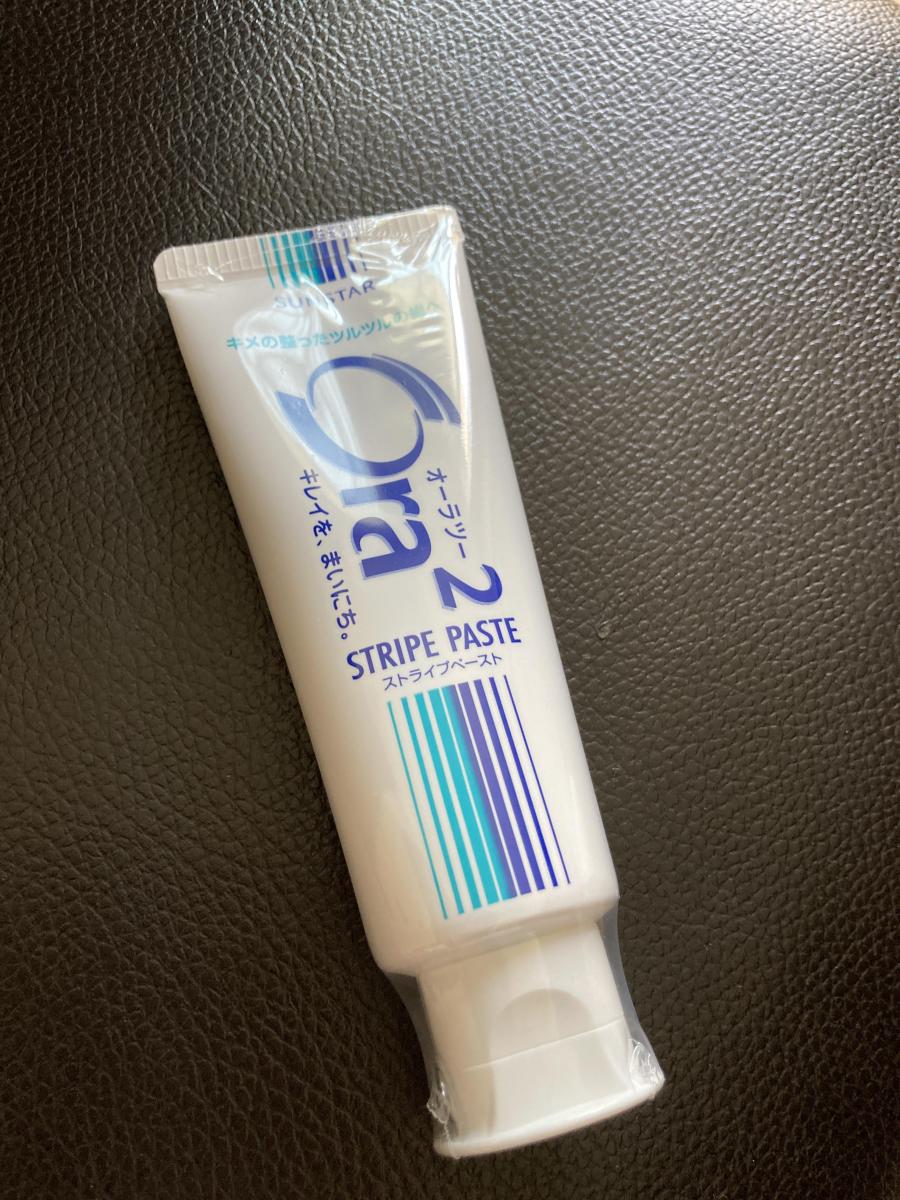 SUNSTAR
キメの整ったツルツルの歯へ
Ora2
オーラツー
キレイを、まいにち。
STRIPE PASTE
ストライプペースト